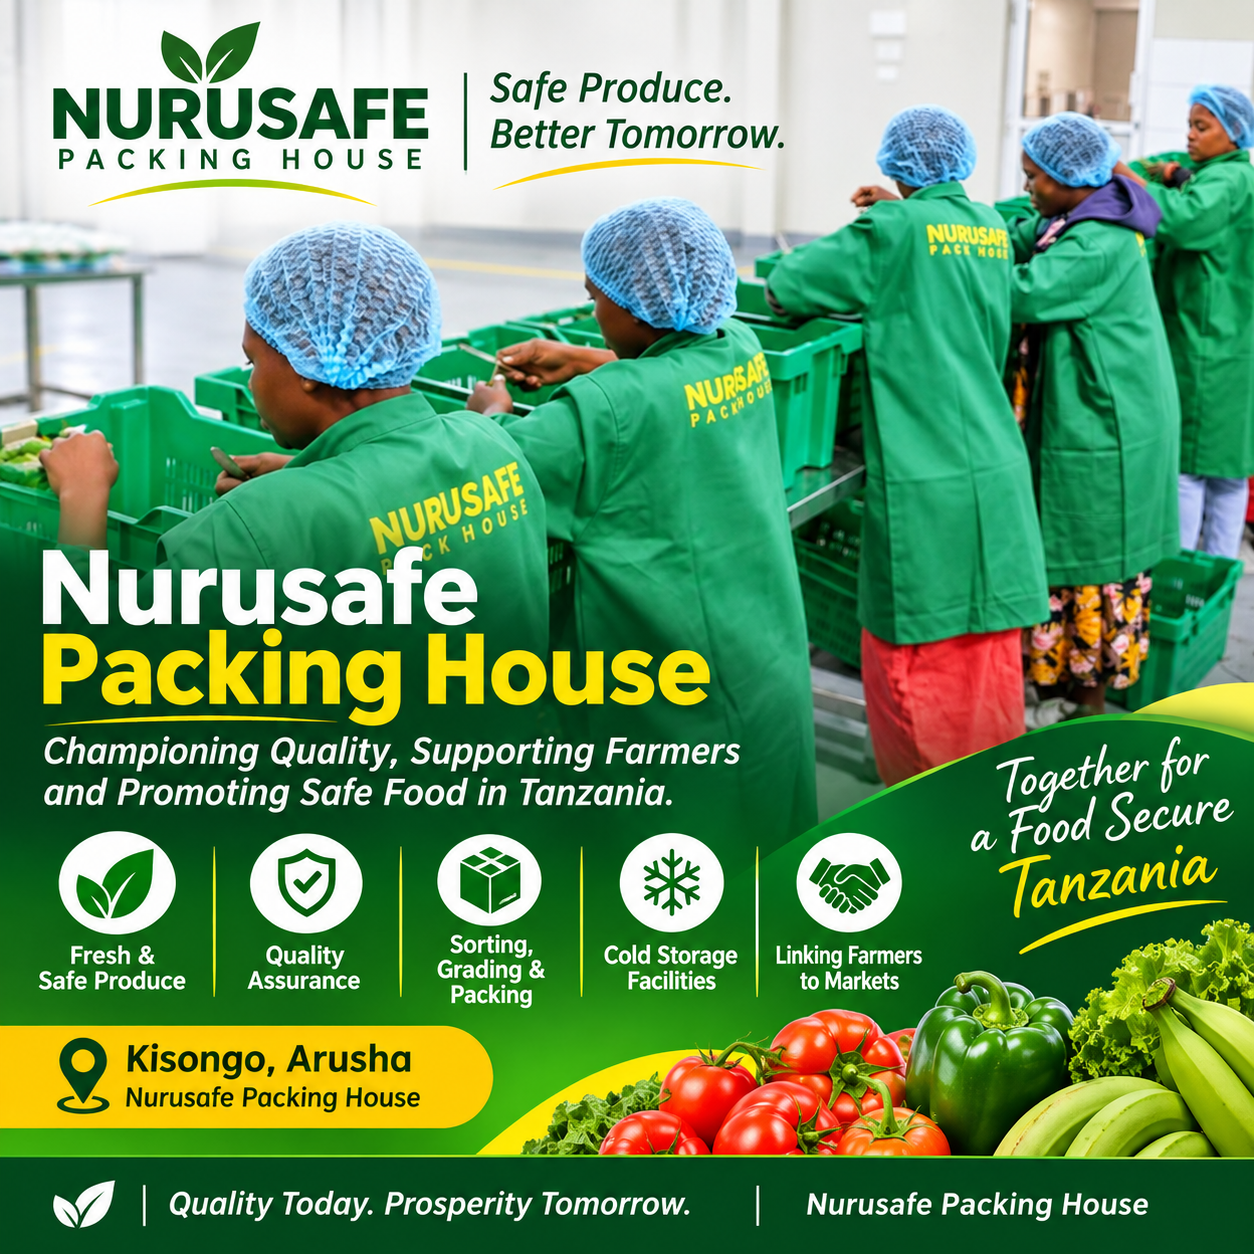 NURUSAFE
PACKING HOUSE
Safe Produce.
Better Tomorrow.
NURUSAFE
PACK HOUSE
NURUSAFE
PACK HOUSE
NURUSAFE
PACK HOUSE
Nurusafe
Packing House
Championing Quality, Supporting Farmers
and Promoting Safe Food in Tanzania.
Together for
a Food Secure
Tanzania
Fresh &
Safe Produce
Quality
Assurance
Sorting,
Grading &
Packing
Cold Storage
Facilities
Linking Farmers
to Markets
Kisongo, Arusha
Nurusafe Packing House
Quality Today. Prosperity Tomorrow.
Nurusafe Packing House